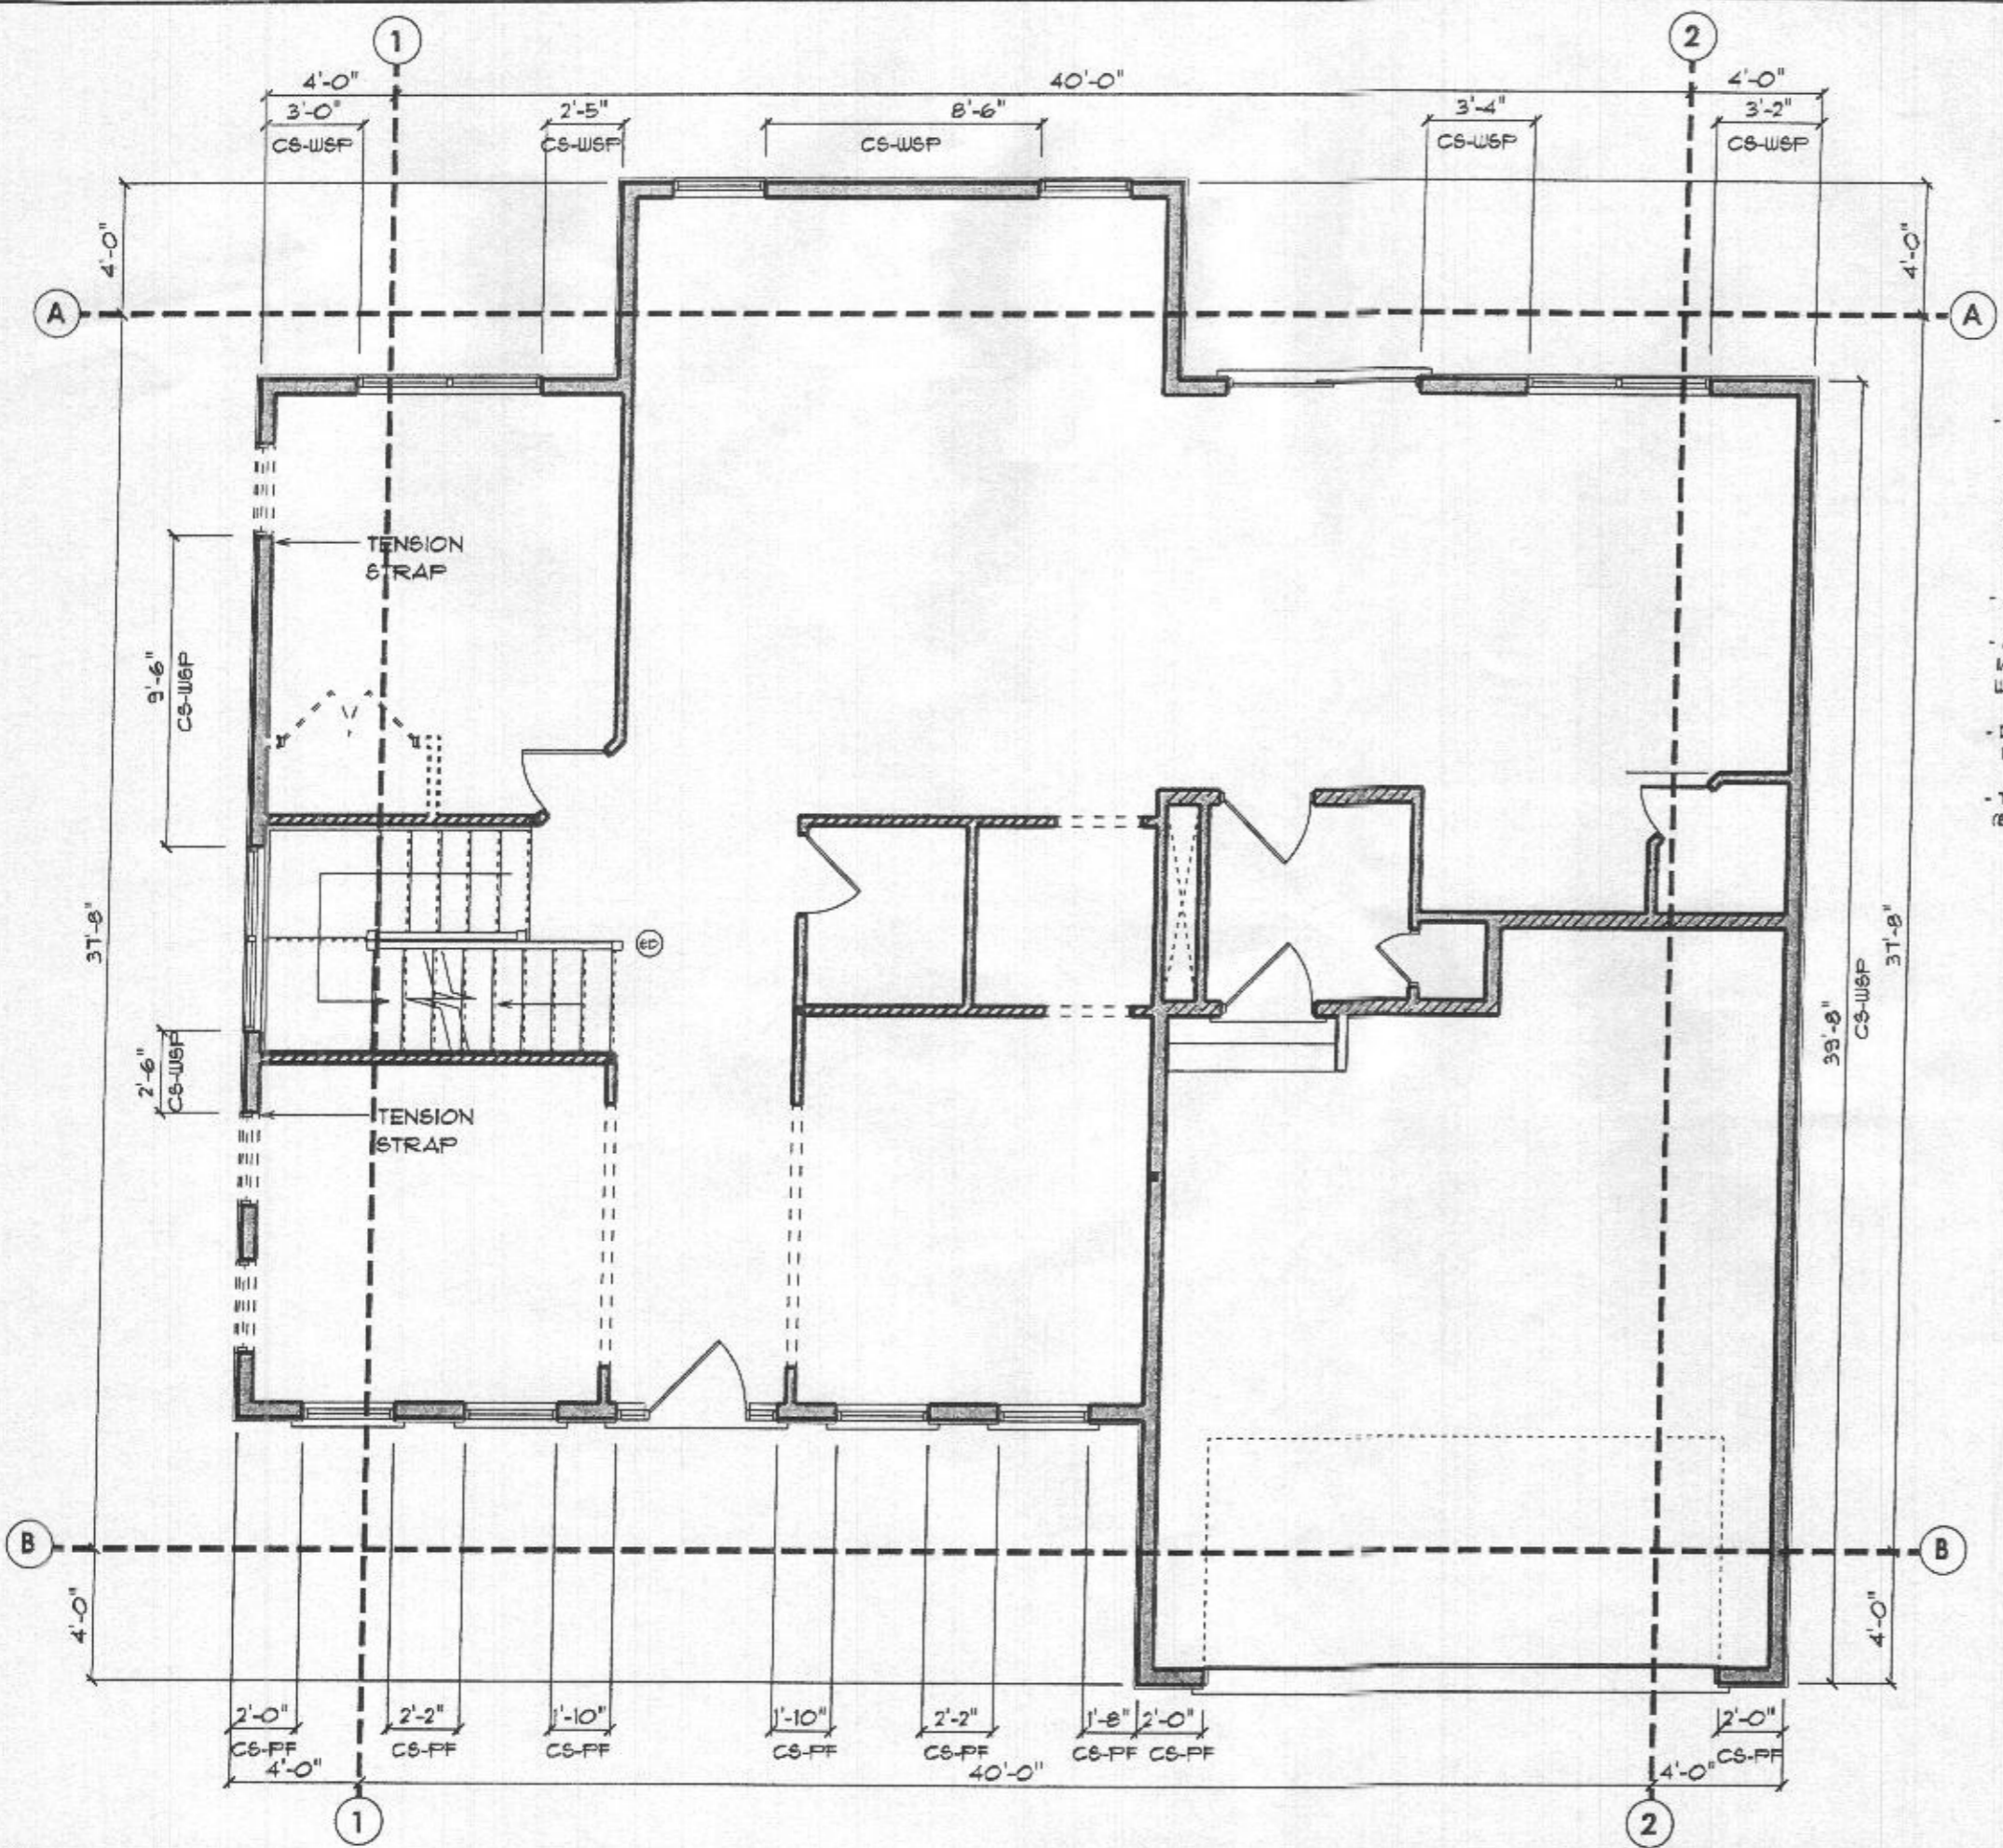 1
2
4'-0"
40'-0"
4'-0"
3'-0"
2'-5"
8'-6"
3'-4"
3'-2"
CS-WSP
CS-WSP
CS-WSP
CS-WSP
CS-WSP
4'-0"
4'-0"
A
A
TENSION
STRAP
9'-6"
CS-WSP
37'-8"
ED
37'-8"
39'-8"
CS-WSP
2'-6"
CS-WSP
TENSION
STRAP
B
B
4'-0"
4'-0"
2'-0"
2'-2"
1'-10"
1'-10"
2'-2"
1'-8"
2'-0"
2'-0"
CS-PF
CS-PF
CS-PF
CS-PF
CS-PF
CS-PF
CS-PF
CS-PF
4'-0"
40'-0"
4'-0"
1
2